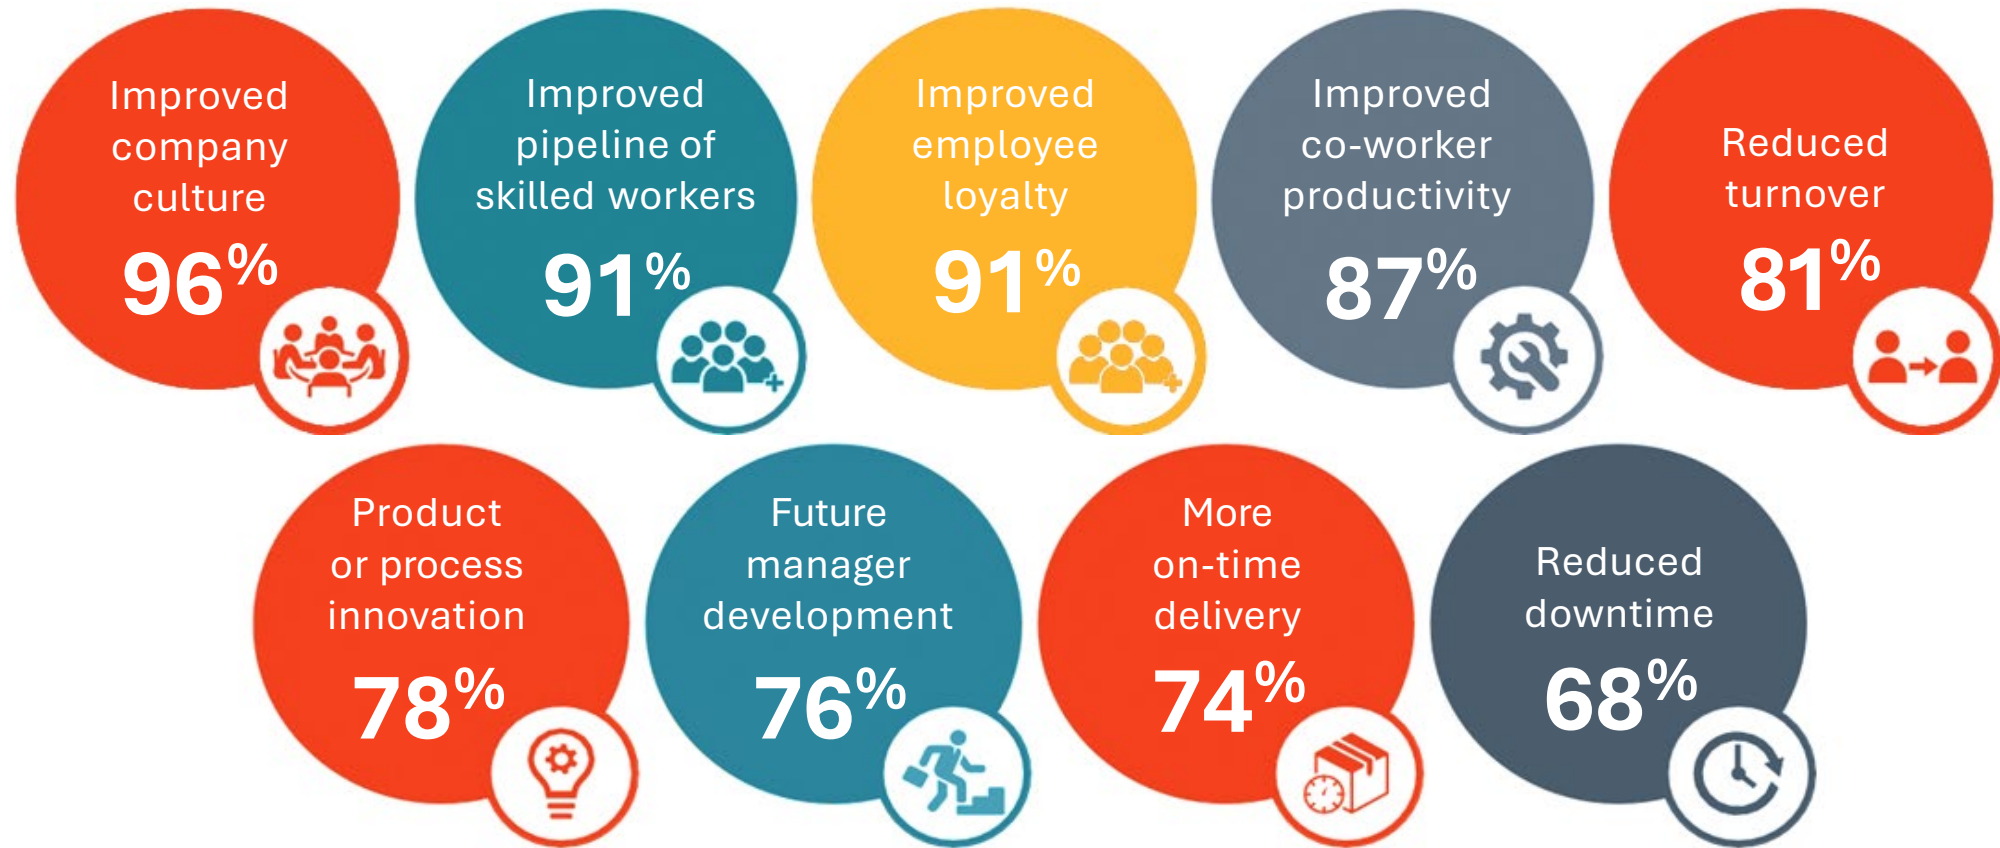 Improved
company
culture
96%
Improved
pipeline of
skilled workers
91%
Improved
employee
loyalty
91%
Improved
co-worker
productivity
87%
Reduced
turnover
81%
Product
or process
innovation
78%
Future
manager
development
76%
More
on-time
delivery
74%
Reduced
downtime
68%